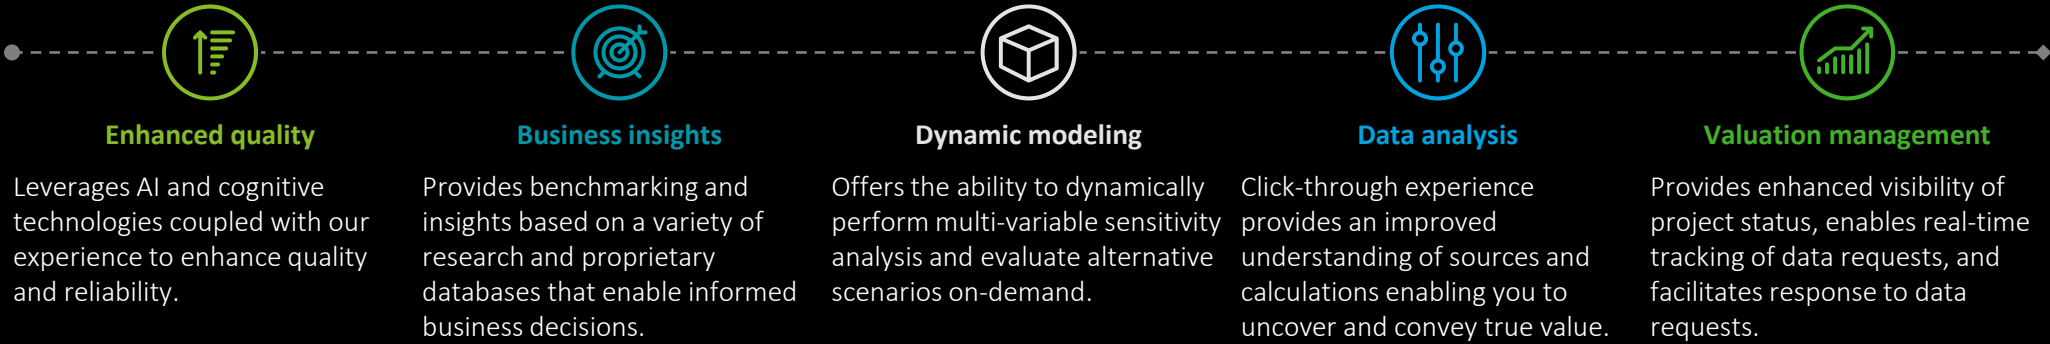 Enhanced quality
Leverages AI and cognitive
technologies coupled with our
experience to enhance quality
and reliability.
Business insights
Provides benchmarking and
insights based on a variety of
research and proprietary
databases that enable informed
business decisions.
Dynamic modeling
Offers the ability to dynamically
perform multi-variable sensitivity
analysis and evaluate alternative
scenarios on-demand.
Data analysis
Click-through experience
provides an improved
understanding of sources and
calculations enabling you to
uncover and convey true value.
Valuation management
Provides enhanced visibility of
project status, enables real-time
tracking of data requests, and
facilitates response to data
requests.